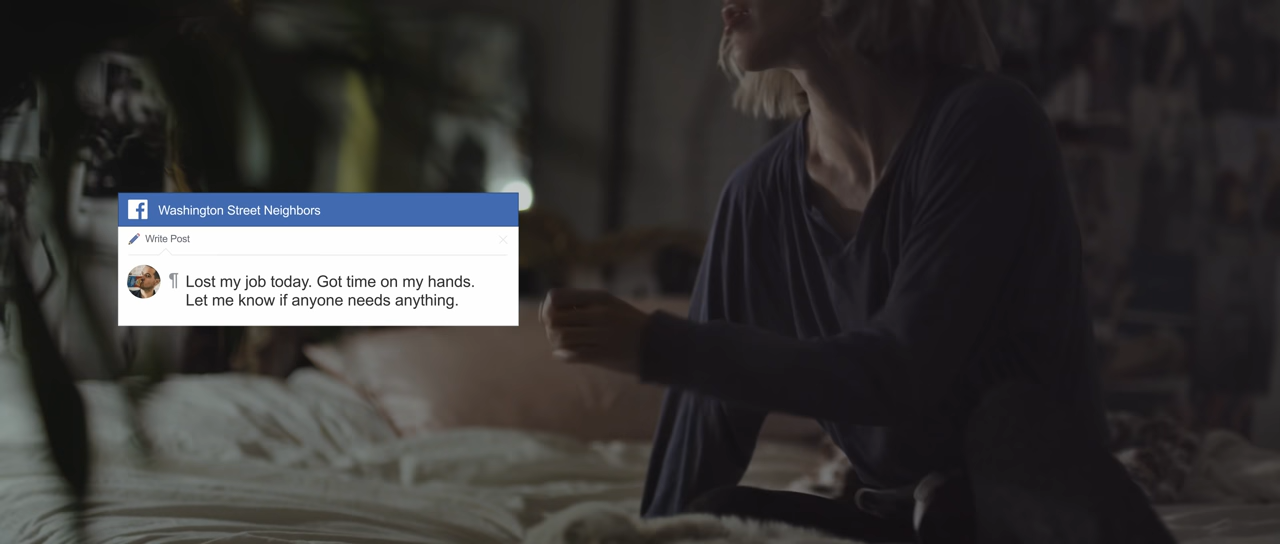 Washington Street Neighbors
Write Post
¶ Lost my job today. Got time on my hands.
Let me know if anyone needs anything.